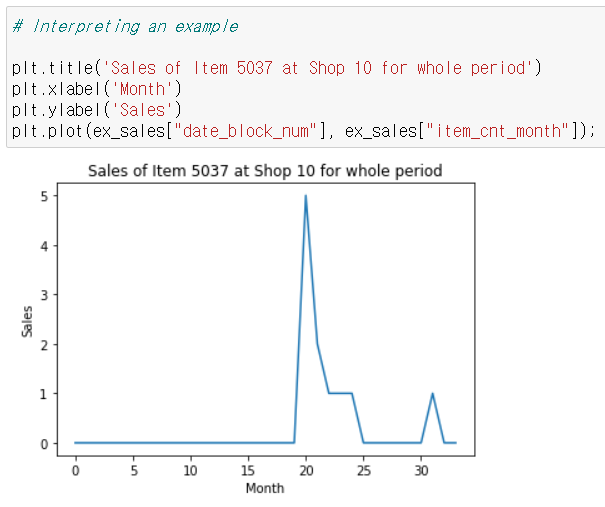 # Interpreting an example
plt.title('Sales of Item 5037 at Shop 10 for whole period')
plt.xlabel('Month')
plt.ylabel('Sales')
plt.plot(ex_sales["date_block_num"], ex_sales["item_cnt_month"]);
Sales of Item 5037 at Shop 10 for whole period
5
4
3
2
1
0
Sales
0 5 10 15 20 25 30
Month